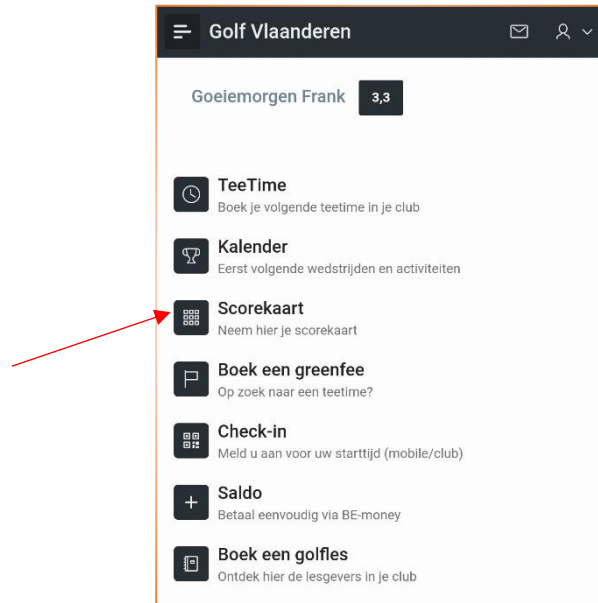 Golf Vlaanderen
Goeiemorgen Frank 3,3
TeeTime
Boek je volgende teetime in je club
Kalender
Eerst volgende wedstrijden en activiteiten
Scorekaart
Neem hier je scorekaart
Boek een greenfee
Op zoek naar een teetime?
Check-in
Meld u aan voor uw starttijd (mobile/club)
Saldo
Betaal eenvoudig via BE-money
Boek een golfles
Ontdek hier de lesgevers in je club